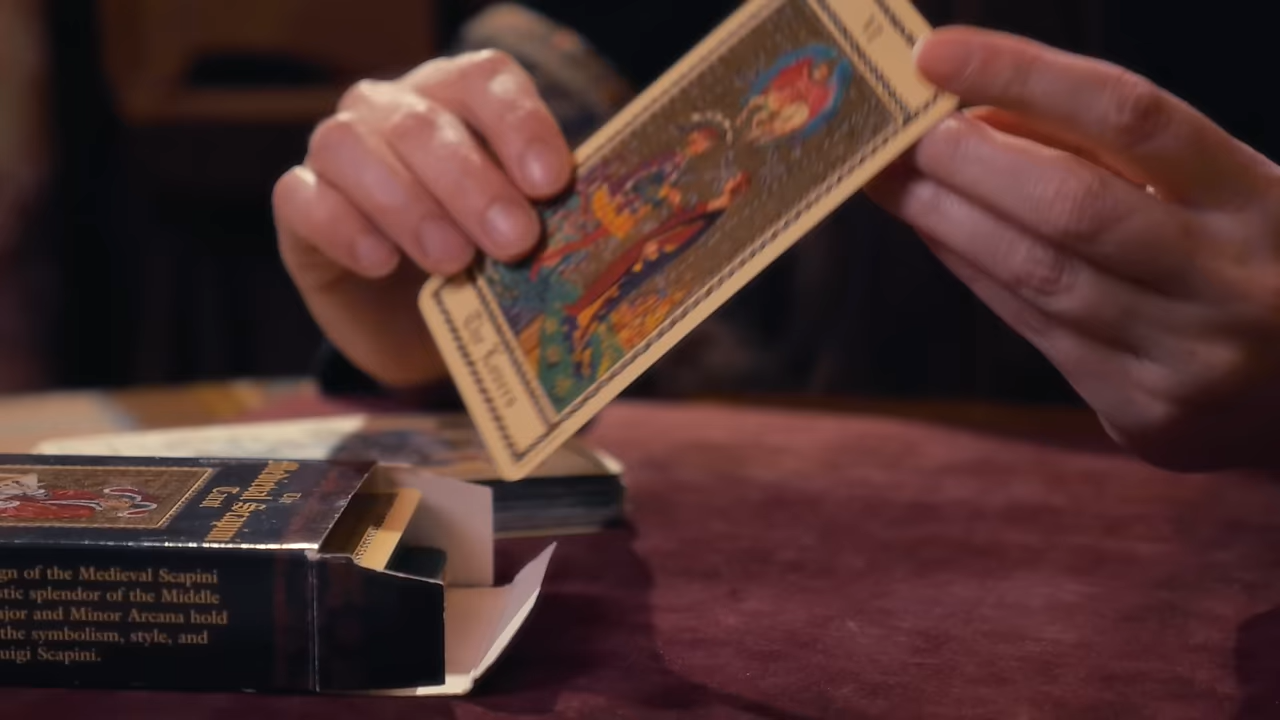 VI
The Lovers
The
Medieval Scapini
Tarot
gn of the Medieval Scapini
stic splendor of the Middle
ajor and Minor Arcana hold
the symbolism, style, and
uigi Scapini.